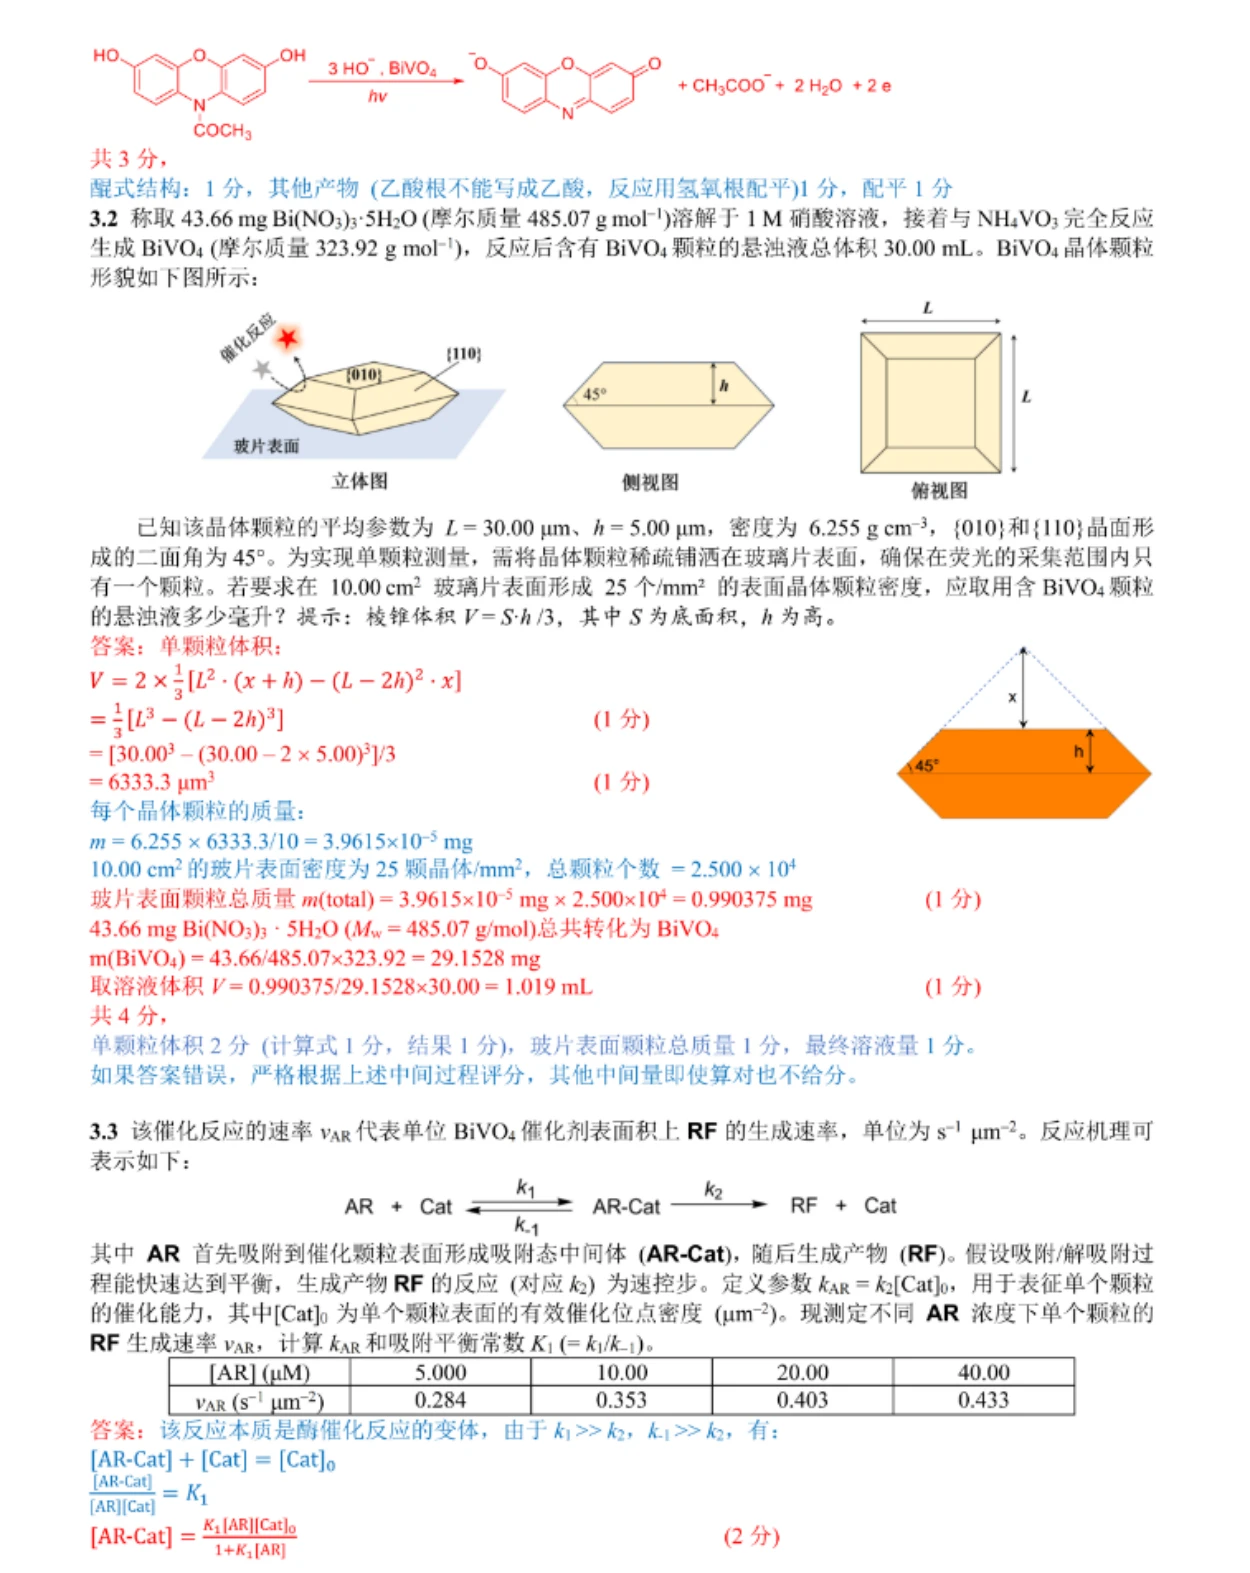 HO O OH
N
COCH₃
3 HO⁻ , BiVO₄
hν
⁻O O O
N
+ CH₃COO⁻ + 2 H₂O + 2 e
共 3 分，
醌式结构：1 分，其他产物 (乙酸根不能写成乙酸，反应用氢氧根配平)1 分，配平 1 分
3.2 称取 43.66 mg Bi(NO₃)₃·5H₂O (摩尔质量 485.07 g mol⁻¹)溶解于 1 M 硝酸溶液，接着与 NH₄VO₃ 完全反应
生成 BiVO₄ (摩尔质量 323.92 g mol⁻¹)，反应后含有 BiVO₄ 颗粒的悬浊液总体积 30.00 mL。BiVO₄ 晶体颗粒
形貌如下图所示：
催化反应
{010}
{110}
玻片表面
立体图
45°
h
侧视图
L
L
俯视图
已知该晶体颗粒的平均参数为 L = 30.00 μm、h = 5.00 μm，密度为 6.255 g cm⁻³，{010}和{110}晶面形
成的二面角为 45°。为实现单颗粒测量，需将晶体颗粒稀疏铺洒在玻璃片表面，确保在荧光的采集范围内只
有一个颗粒。若要求在 10.00 cm² 玻璃片表面形成 25 个/mm² 的表面晶体颗粒密度，应取用含 BiVO₄ 颗粒
的悬浊液多少毫升？提示：棱锥体积 V = S·h /3，其中 S 为底面积，h 为高。
答案：单颗粒体积：
V = 2 × 1/3 [L² · (x + h) − (L − 2h)² · x]
= 1/3 [L³ − (L − 2h)³] (1 分)
= [30.00³ – (30.00 – 2 × 5.00)³]/3
= 6333.3 μm³ (1 分)
x
h
45°
每个晶体颗粒的质量：
m = 6.255 × 6333.3/10 = 3.9615×10⁻⁵ mg
10.00 cm² 的玻片表面密度为 25 颗晶体/mm²，总颗粒个数 = 2.500 × 10⁴
玻片表面颗粒总质量 m(total) = 3.9615×10⁻⁵ mg × 2.500×10⁴ = 0.990375 mg (1 分)
43.66 mg Bi(NO₃)₃ · 5H₂O (Mw = 485.07 g/mol)总共转化为 BiVO₄
m(BiVO₄) = 43.66/485.07×323.92 = 29.1528 mg
取溶液体积 V = 0.990375/29.1528×30.00 = 1.019 mL (1 分)
共 4 分，
单颗粒体积 2 分 (计算式 1 分，结果 1 分)，玻片表面颗粒总质量 1 分，最终溶液量 1 分。
如果答案错误，严格根据上述中间过程评分，其他中间量即使算对也不给分。
3.3 该催化反应的速率 vAR 代表单位 BiVO₄ 催化剂表面积上 RF 的生成速率，单位为 s⁻¹ μm⁻²。反应机理可
表示如下：
AR + Cat k₁ k₋₁ AR-Cat k₂ RF + Cat
其中 AR 首先吸附到催化颗粒表面形成吸附态中间体 (AR-Cat)，随后生成产物 (RF)。假设吸附/解吸附过
程能快速达到平衡，生成产物 RF 的反应 (对应 k₂) 为速控步。定义参数 kAR = k₂[Cat]₀，用于表征单个颗粒
的催化能力，其中[Cat]₀ 为单个颗粒表面的有效催化位点密度 (μm⁻²)。现测定不同 AR 浓度下单个颗粒的
RF 生成速率 vAR，计算 kAR 和吸附平衡常数 K₁ (= k₁/k₋₁)。
[AR] (μM) 5.000 10.00 20.00 40.00
vAR (s⁻¹ μm⁻²) 0.284 0.353 0.403 0.433
答案：该反应本质是酶催化反应的变体，由于 k₁ >> k₂，k₋₁ >> k₂，有：
[AR-Cat] + [Cat] = [Cat]₀
[AR-Cat]/[AR][Cat] = K₁
[AR-Cat] = K₁[AR][Cat]₀/1+K₁[AR] (2 分)